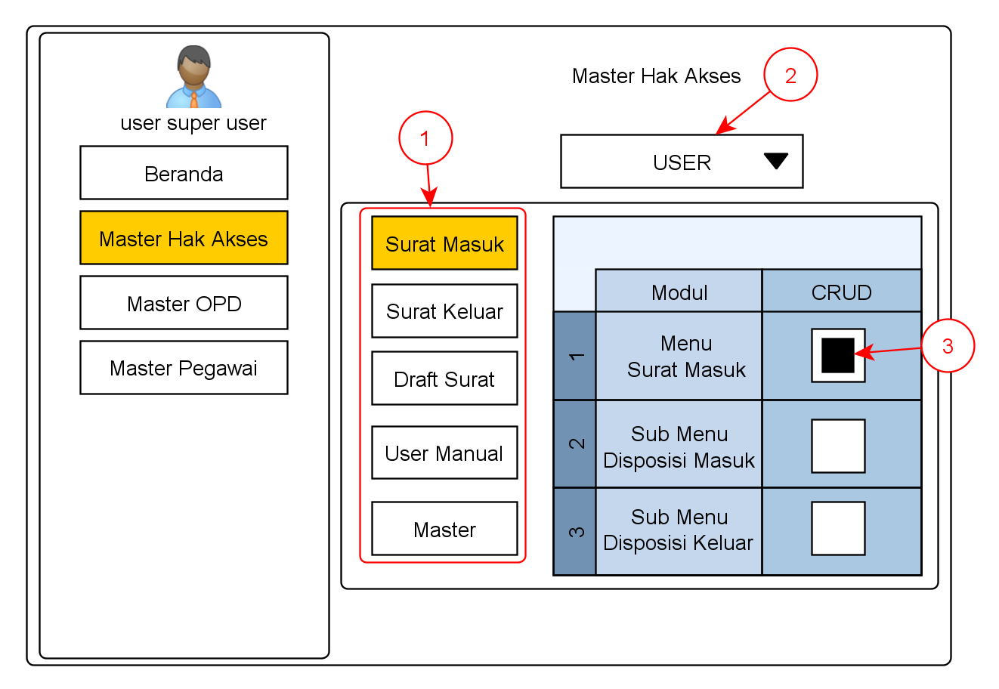 user super user
Beranda
Master Hak Akses
Master OPD
Master Pegawai
Master Hak Akses
2
1
USER
Surat Masuk
Surat Keluar
Draft Surat
User Manual
Master
Modul
CRUD
1
Menu
Surat Masuk
3
2
Sub Menu
Disposisi Masuk
3
Sub Menu
Disposisi Keluar